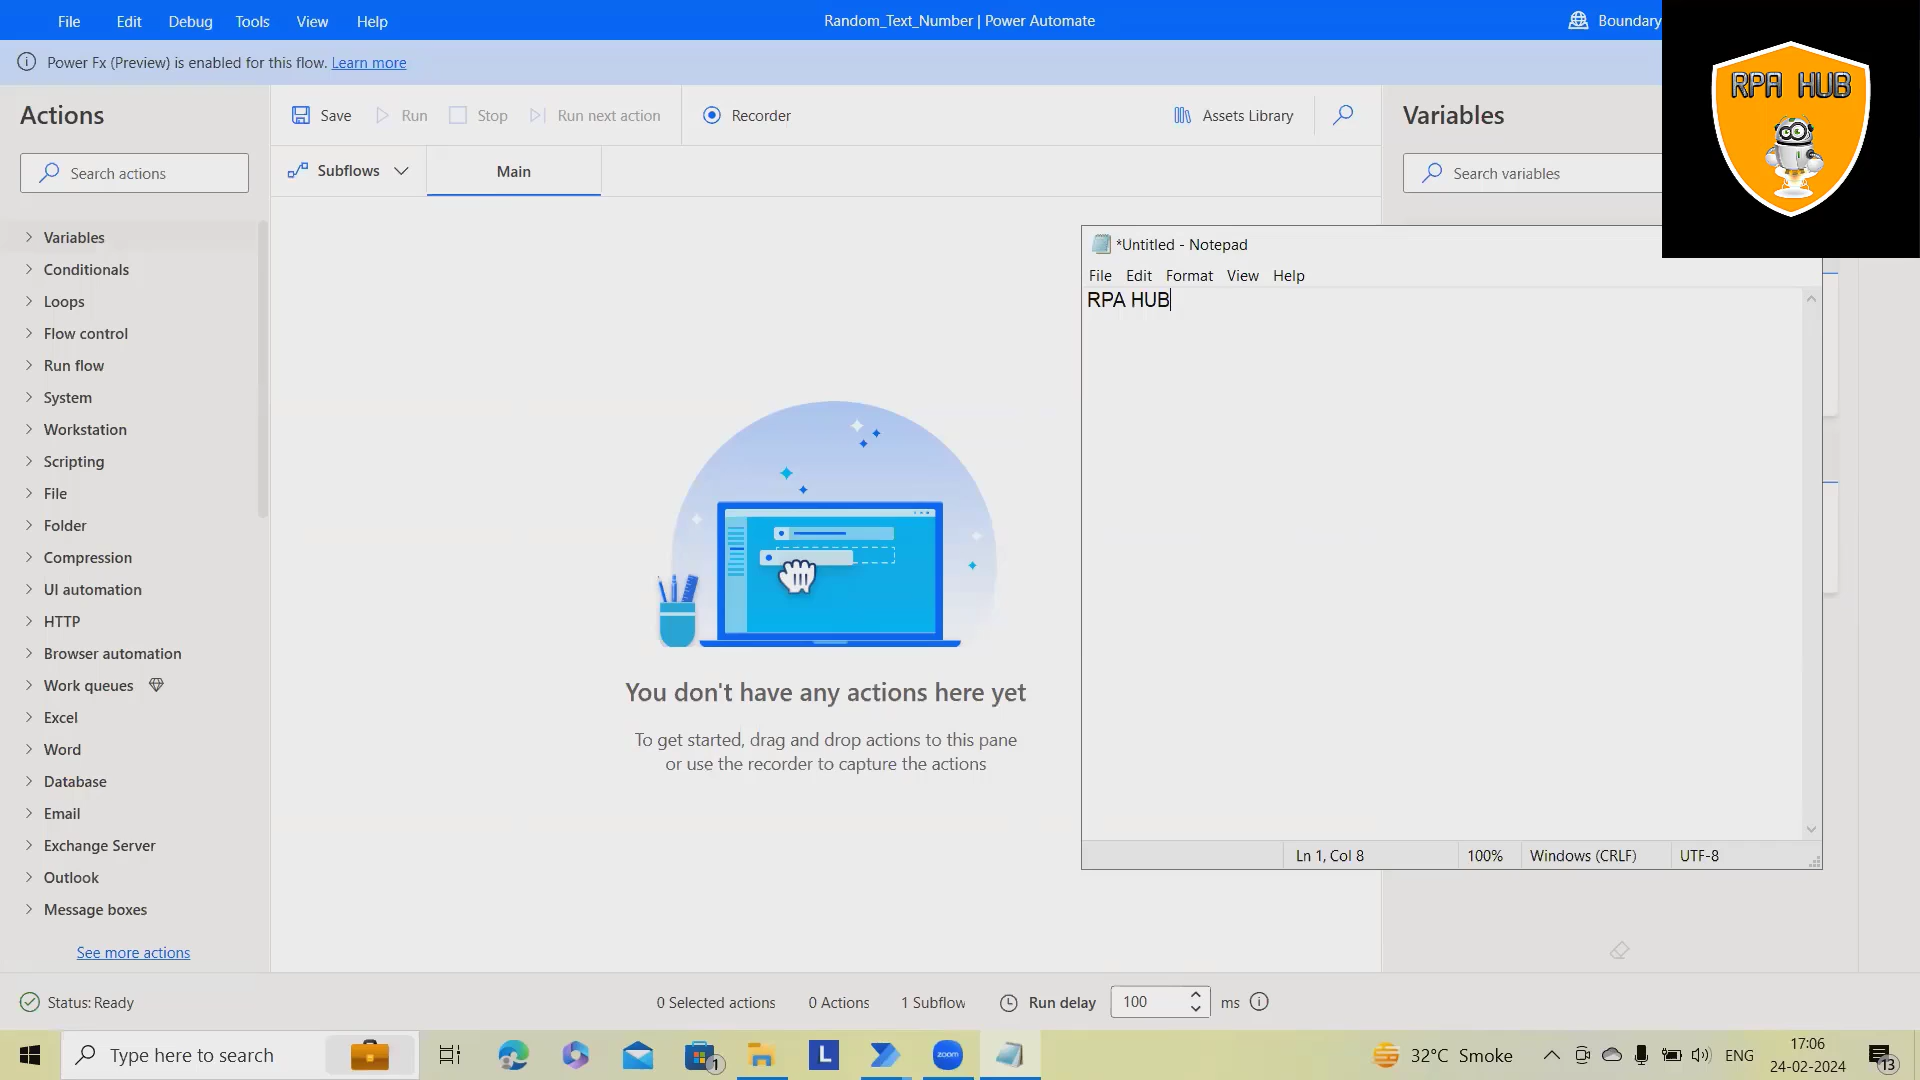 File Edit Debug Tools View Help
Random_Text_Number | Power Automate
Boundary
RPA HUB
Power Fx (Preview) is enabled for this flow. Learn more
Actions
Save Run Stop Run next action Recorder
Assets Library
Variables
Search actions
Subflows
Main
Search variables
Variables
Conditionals
Loops
Flow control
Run flow
System
Workstation
Scripting
File
Folder
Compression
UI automation
HTTP
Browser automation
Work queues
Excel
Word
Database
Email
Exchange Server
Outlook
Message boxes
See more actions
You don't have any actions here yet
To get started, drag and drop actions to this pane
or use the recorder to capture the actions
*Untitled - Notepad
File Edit Format View Help
RPA HUB
Ln 1, Col 8 100% Windows (CRLF) UTF-8
Status: Ready
0 Selected actions 0 Actions 1 Subflow Run delay 100 ms
Type here to search
1
L
zoom
32°C Smoke
ENG
17:06
24-02-2024
13